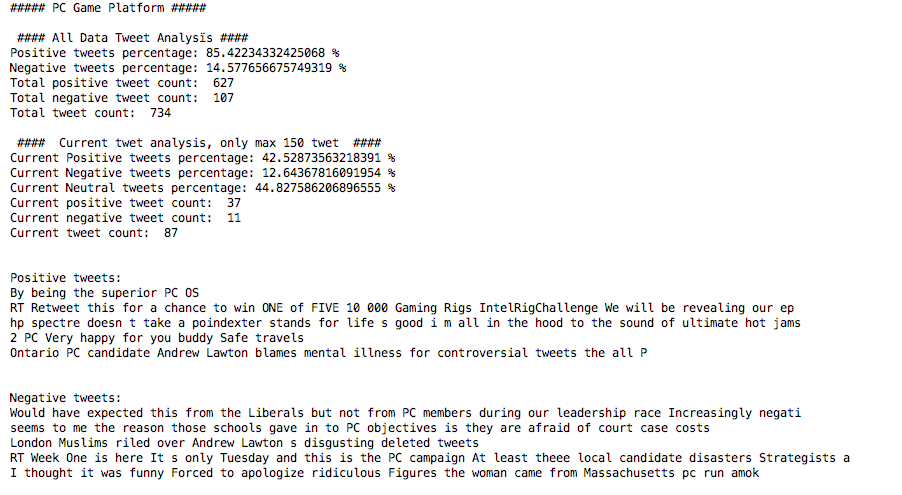 ##### PC Game Platform #####
#### All Data Tweet Analysïs ####
Positive tweets percentage: 85.42234332425068 %
Negative tweets percentage: 14.577656675749319 %
Total positive tweet count:  627
Total negative tweet count:  107
Total tweet count:  734
####  Current twet analysis, only max 150 twet  ####
Current Positive tweets percentage: 42.52873563218391 %
Current Negative tweets percentage: 12.64367816091954 %
Current Neutral tweets percentage: 44.827586206896555 %
Current positive tweet count:  37
Current negative tweet count:  11
Current tweet count:  87
Positive tweets:
By being the superior PC OS
RT Retweet this for a chance to win ONE of FIVE 10 000 Gaming Rigs IntelRigChallenge We will be revealing our ep
hp spectre doesn t take a poindexter stands for life s good i m all in the hood to the sound of ultimate hot jams
2 PC Very happy for you buddy Safe travels
Ontario PC candidate Andrew Lawton blames mental illness for controversial tweets the all P
Negative tweets:
Would have expected this from the Liberals but not from PC members during our leadership race Increasingly negati
seems to me the reason those schools gave in to PC objectives is they are afraid of court case costs
London Muslims riled over Andrew Lawton s disgusting deleted tweets
RT Week One is here It s only Tuesday and this is the PC campaign At least theee local candidate disasters Strategists a
I thought it was funny Forced to apologize ridiculous Figures the woman came from Massachusetts pc run amok